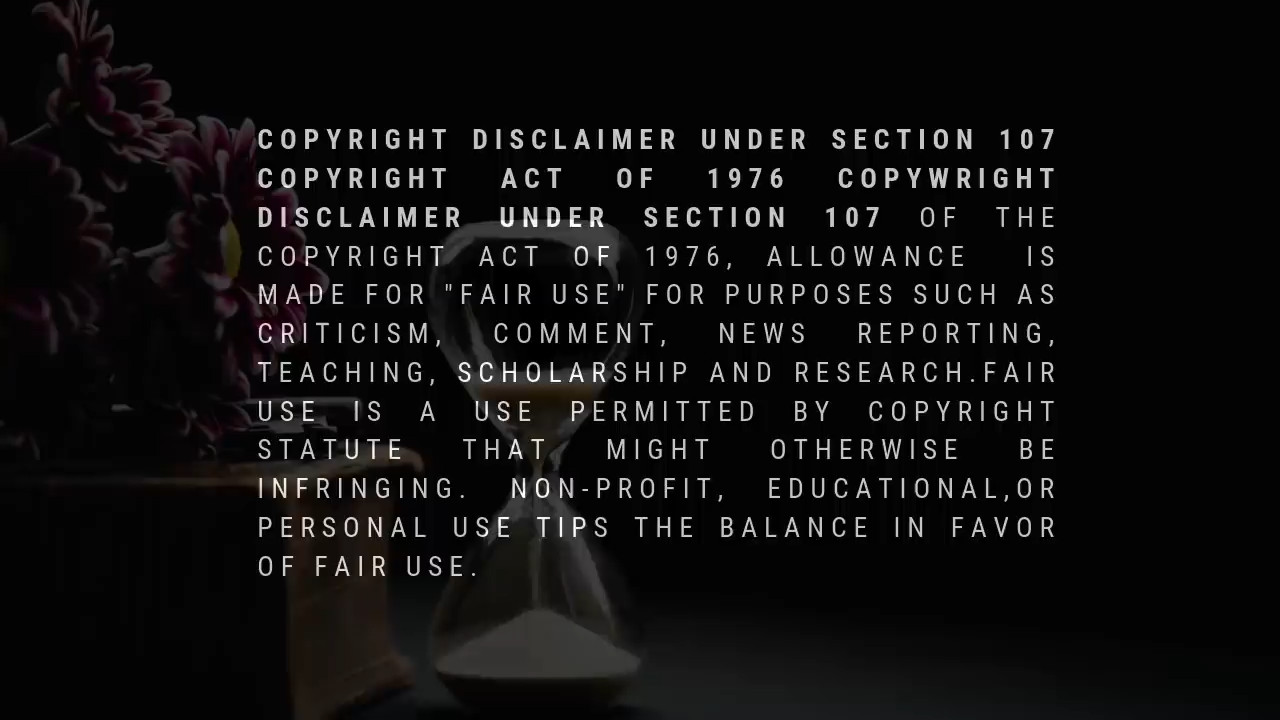 COPYRIGHT DISCLAIMER UNDER SECTION 107
COPYRIGHT ACT OF 1976 COPYWRIGHT
DISCLAIMER UNDER SECTION 107 OF THE
COPYRIGHT ACT OF 1976, ALLOWANCE IS
MADE FOR "FAIR USE" FOR PURPOSES SUCH AS
CRITICISM, COMMENT, NEWS REPORTING,
TEACHING, SCHOLARSHIP AND RESEARCH.FAIR
USE IS A USE PERMITTED BY COPYRIGHT
STATUTE THAT MIGHT OTHERWISE BE
INFRINGING. NON-PROFIT, EDUCATIONAL,OR
PERSONAL USE TIPS THE BALANCE IN FAVOR
OF FAIR USE.